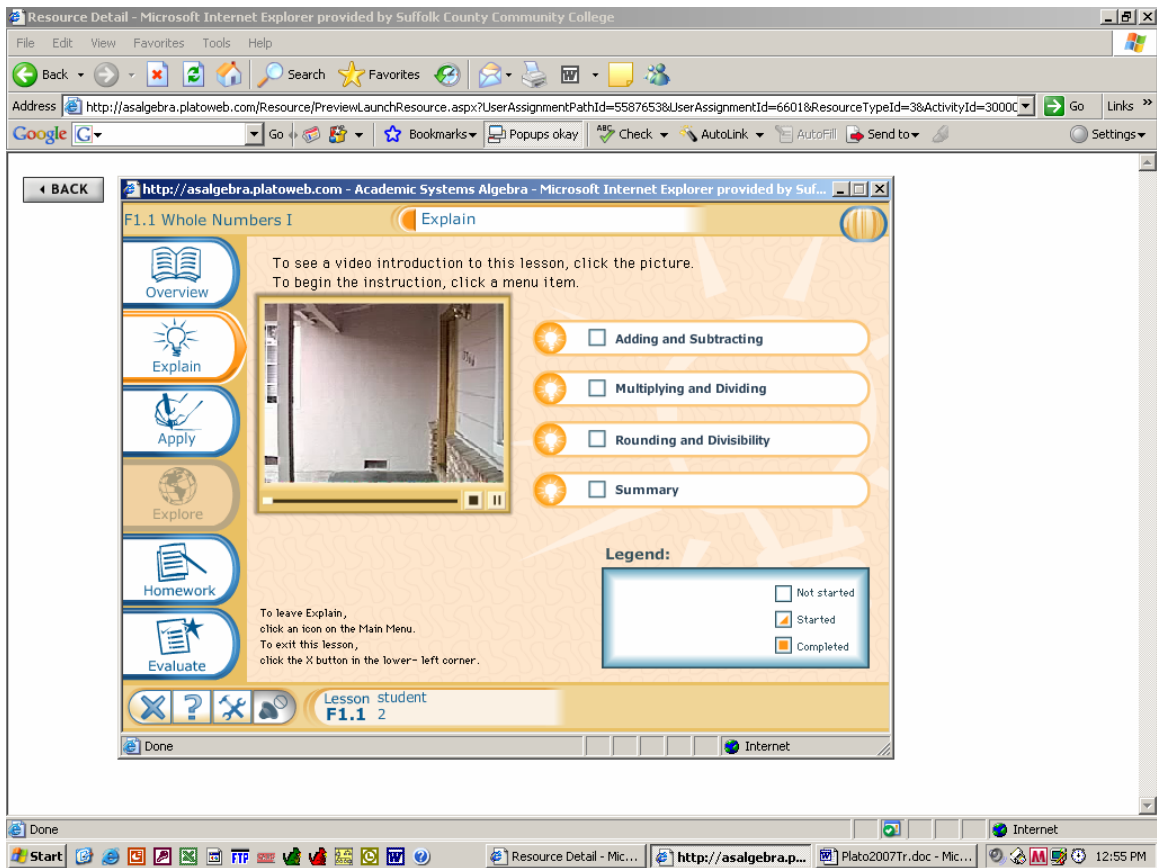 Resource Detail - Microsoft Internet Explorer provided by Suffolk County Community College
File Edit View Favorites Tools Help
Back Search Favorites
Address http://asalgebra.platoweb.com/Resource/PreviewLaunchResource.aspx?UserAssignmentPathId=5587653&UserAssignmentId=6601&ResourceTypeId=3&ActivityId=3000 Go Links »
Google G Go Bookmarks Popups okay ABC Check AutoLink AutoFill Send to Settings
BACK
http://asalgebra.platoweb.com - Academic Systems Algebra - Microsoft Internet Explorer provided by Suf...
F1.1 Whole Numbers I Explain
Overview
Explain
Apply
Explore
Homework
Evaluate
To see a video introduction to this lesson, click the picture.
To begin the instruction, click a menu item.
Adding and Subtracting
Multiplying and Dividing
Rounding and Divisibility
Summary
Legend:
Not started
Started
Completed
To leave Explain,
click an icon on the Main Menu.
To exit this lesson,
click the X button in the lower- left corner.
Lesson student
F1.1 2
Done Internet
Done Internet
Start FTP Resource Detail - Mic... http://asalgebra.p... Plato2007Tr.doc - Mic... 12:55 PM